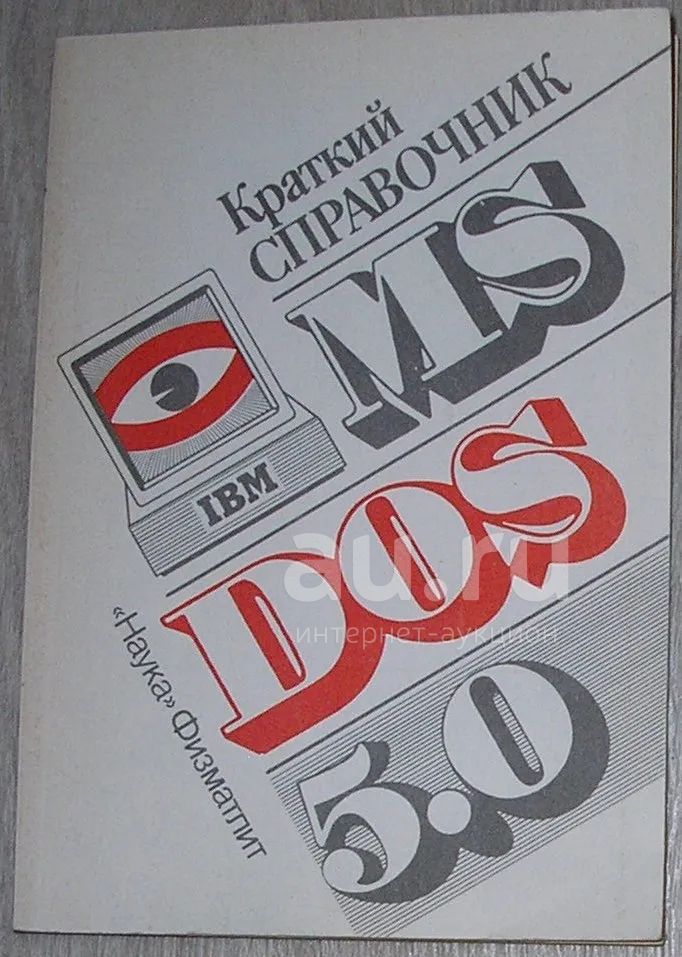 Краткий
СПРАВОЧНИК
MS
DOS
5.0
IBM
«Наука» Физматлит
au.ru
интернет-аукцион